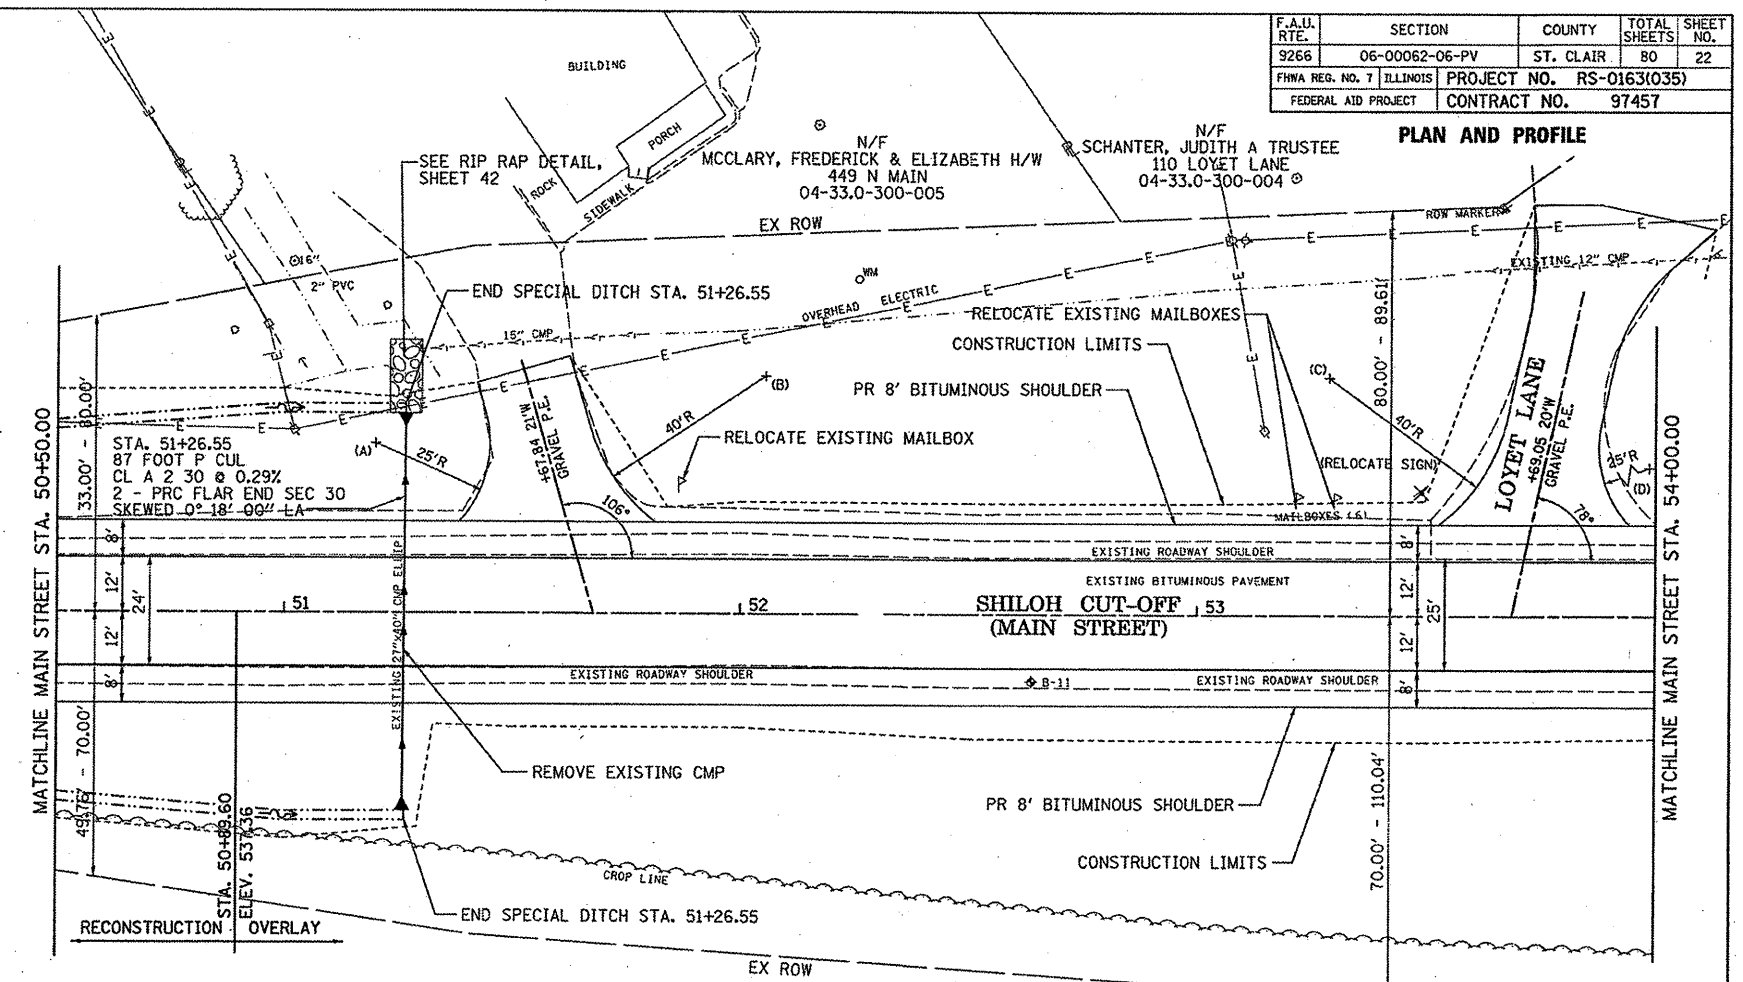 F.A.U. RTE. SECTION COUNTY TOTAL SHEETS SHEET NO.
9266 06-00062-06-PV ST. CLAIR 80 22
FHWA REG. NO. 7 ILLINOIS PROJECT NO. RS-0163(035)
FEDERAL AID PROJECT CONTRACT NO. 97457
PLAN AND PROFILE
BUILDING
PORCH
ROCK
SIDEWALK
SEE RIP RAP DETAIL,
SHEET 42
N/F
MCCLARY, FREDERICK & ELIZABETH H/W
449 N MAIN
04-33.0-300-005
N/F
SCHANTER, JUDITH A TRUSTEE
110 LOYET LANE
04-33.0-300-004
EX ROW
ROW MARKER
16"
2" PVC
WM
EXISTING 12" CMP
END SPECIAL DITCH STA. 51+26.55
OVERHEAD ELECTRIC
15" CMP
RELOCATE EXISTING MAILBOXES
CONSTRUCTION LIMITS
PR 8' BITUMINOUS SHOULDER
80.00' - 89.61'
(B)
40'R
(C)
40'R
RELOCATE EXISTING MAILBOX
(A)
25'R
+67.84 21'W
GRAVEL P.E.
106°
(RELOCATE SIGN)
LOYET LANE
+69.05 20'W
GRAVEL P.E.
78°
25'R
(D)
STA. 51+26.55
87 FOOT P CUL
CL A 2 30 @ 0.29%
2 - PRC FLAR END SEC 30
SKEWED 0° 18' 00" LA
MAILBOXES (6)
MATCHLINE MAIN STREET STA. 50+50.00
33.00' - 80.00'
MATCHLINE MAIN STREET STA. 54+00.00
8'
12'
24'
12'
8'
EXISTING ROADWAY SHOULDER
EXISTING BITUMINOUS PAVEMENT
51
52
SHILOH CUT-OFF 53
(MAIN STREET)
8'
12'
25'
12'
8'
EXISTING 27"x40" CMP ELLIP
EXISTING ROADWAY SHOULDER
B-11
EXISTING ROADWAY SHOULDER
49.76' - 70.00'
REMOVE EXISTING CMP
PR 8' BITUMINOUS SHOULDER
70.00' - 110.04'
CONSTRUCTION LIMITS
CROP LINE
STA. 50+89.60
ELEV. 537.36
END SPECIAL DITCH STA. 51+26.55
RECONSTRUCTION OVERLAY
EX ROW
E E E E E E E E E E E E E E E E E E E E E E